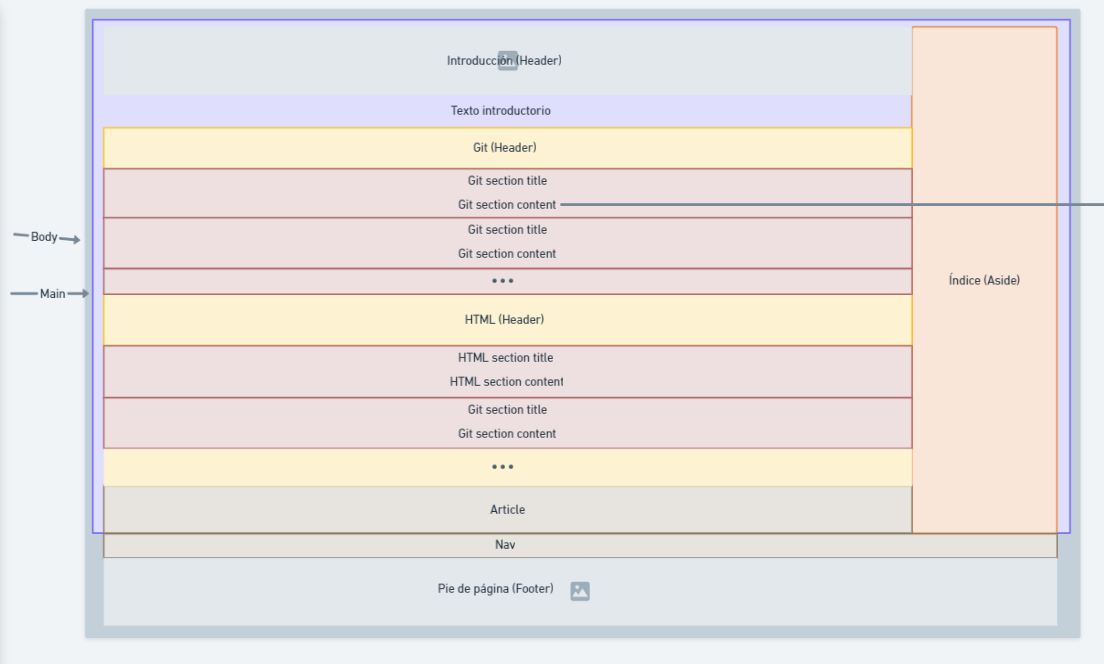 Introducción (Header)
Texto introductorio
Git (Header)
Git section title
Git section content
Body
Git section title
Git section content
Índice (Aside)
•••
Main
HTML (Header)
HTML section title
HTML section content
Git section title
Git section content
•••
Article
Nav
Pie de página (Footer)